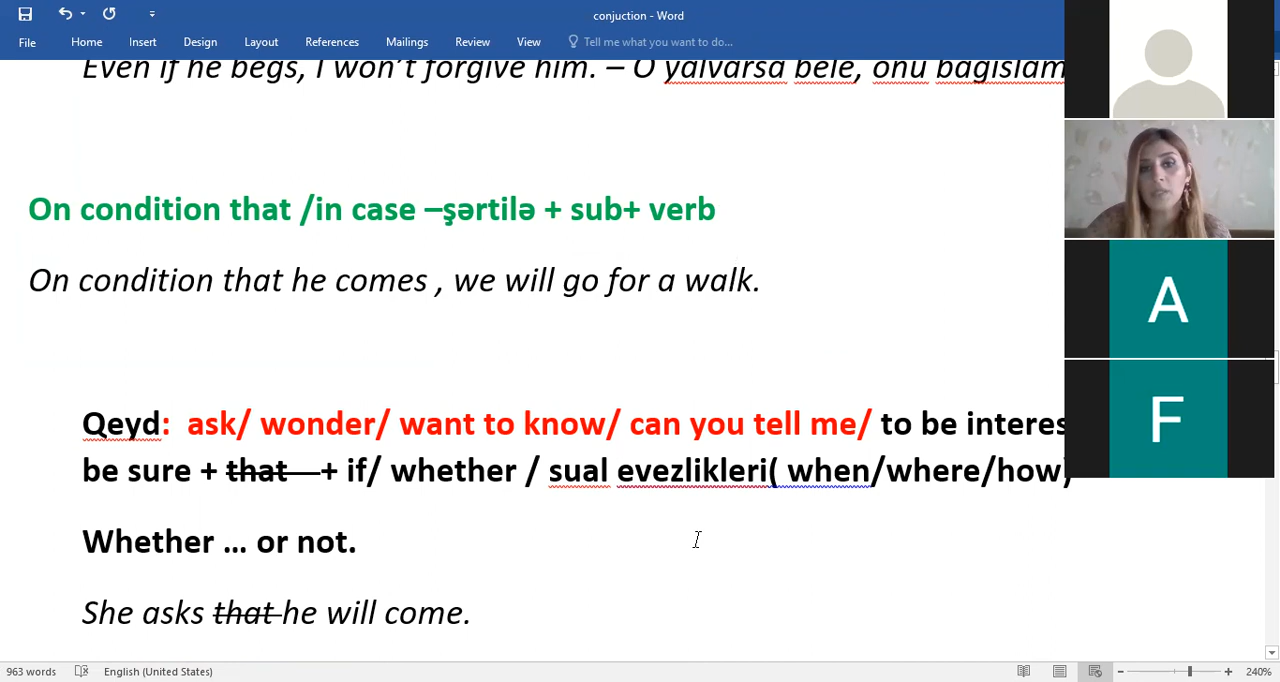 conjuction - Word
File Home Insert Design Layout References Mailings Review View Tell me what you want to do...
Even if he begs, I won't forgive him. – O yalvarsa bele, onu bagislam
On condition that /in case –şərtilə + sub+ verb
On condition that he comes , we will go for a walk.
Qeyd: ask/ wonder/ want to know/ can you tell me/ to be interes
be sure + that + if/ whether / sual evezlikleri( when/where/how)
Whether … or not.
She asks that he will come.
A
F
963 words English (United States) 240%